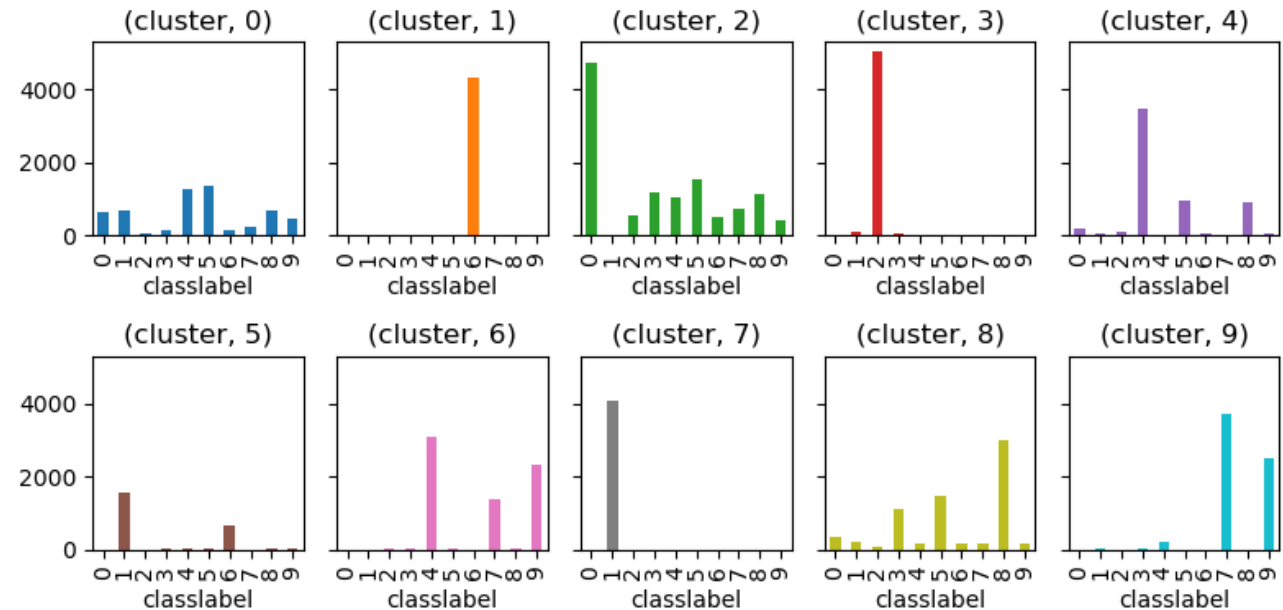 (cluster, 0) (cluster, 1) (cluster, 2) (cluster, 3) (cluster, 4)
4000
2000
0
0 1 2 3 4 5 6 7 8 9 0 1 2 3 4 5 6 7 8 9 0 1 2 3 4 5 6 7 8 9 0 1 2 3 4 5 6 7 8 9 0 1 2 3 4 5 6 7 8 9
classlabel classlabel classlabel classlabel classlabel
(cluster, 5) (cluster, 6) (cluster, 7) (cluster, 8) (cluster, 9)
4000
2000
0
0 1 2 3 4 5 6 7 8 9 0 1 2 3 4 5 6 7 8 9 0 1 2 3 4 5 6 7 8 9 0 1 2 3 4 5 6 7 8 9 0 1 2 3 4 5 6 7 8 9
classlabel classlabel classlabel classlabel classlabel